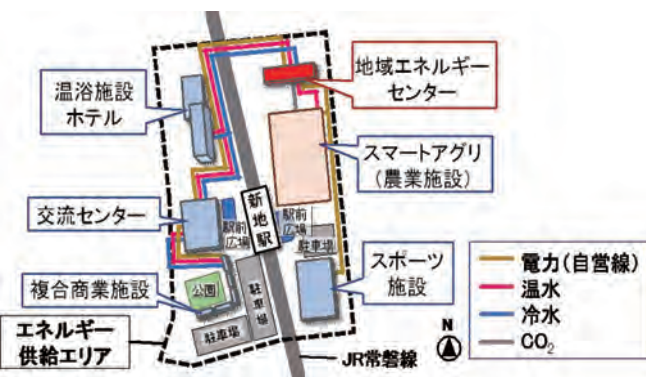 温浴施設
ホテル
地域エネルギー
センター
スマートアグリ
(農業施設)
交流センター
駅前
広場
新地駅
駅前
広場
駐車場
スポーツ
施設
複合商業施設
公園
駐車場
駐車場
エネルギー
供給エリア
JR常磐線
N
電力(自営線)
温水
冷水
CO₂